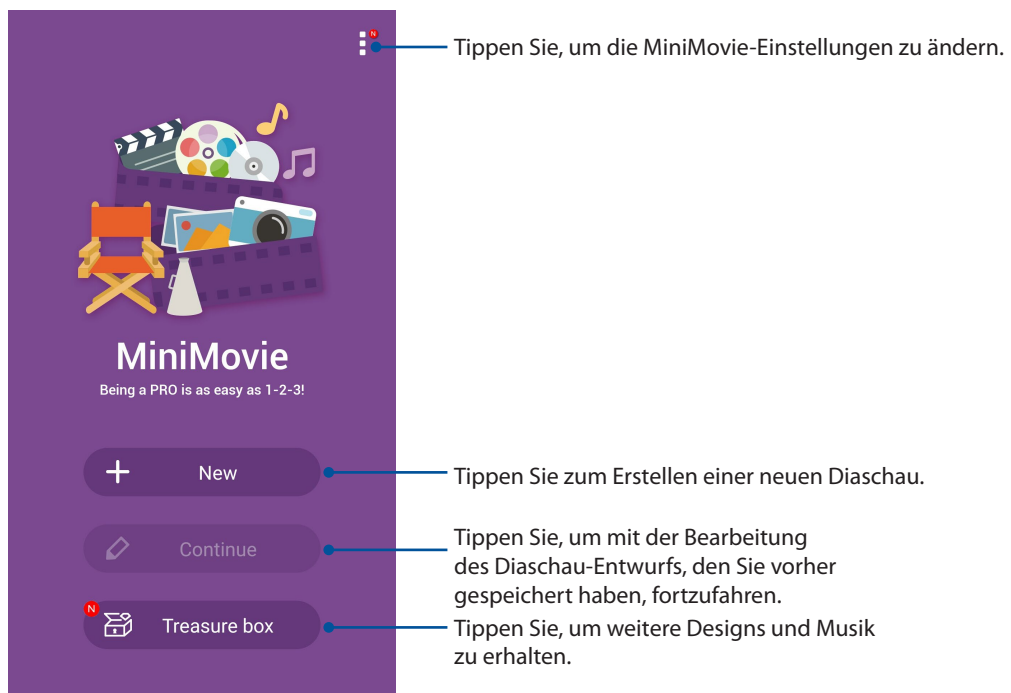 N
Tippen Sie, um die MiniMovie-Einstellungen zu ändern.
MiniMovie
Being a PRO is as easy as 1-2-3!
New
Tippen Sie zum Erstellen einer neuen Diaschau.
Continue
Tippen Sie, um mit der Bearbeitung
des Diaschau-Entwurfs, den Sie vorher
gespeichert haben, fortzufahren.
N
Treasure box
Tippen Sie, um weitere Designs und Musik
zu erhalten.